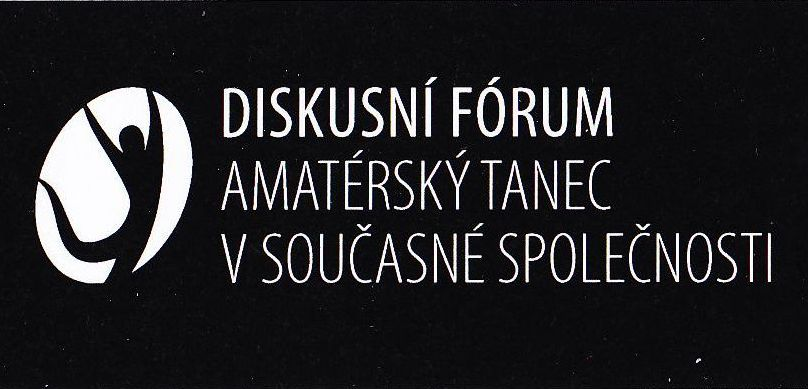 DISKUSNÍ FÓRUM
AMATÉRSKÝ TANEC
V SOUČASNÉ SPOLEČNOSTI